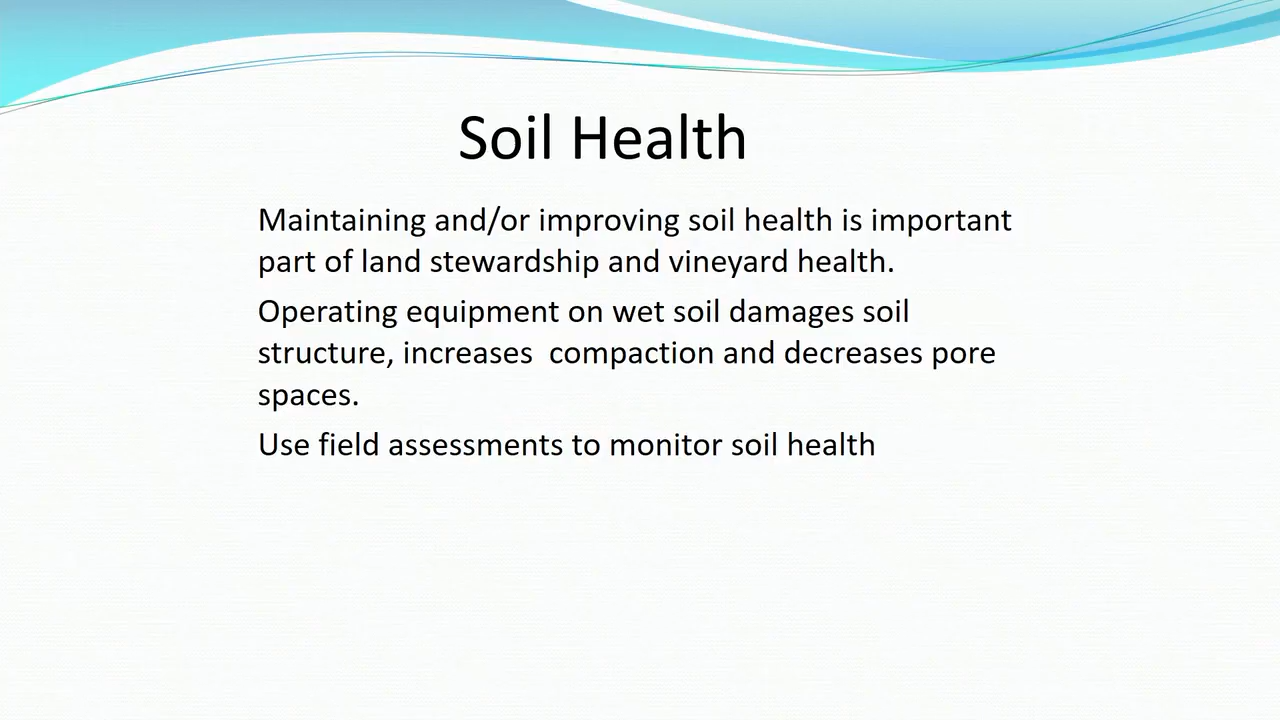 Soil Health
Maintaining and/or improving soil health is important
part of land stewardship and vineyard health.
Operating equipment on wet soil damages soil
structure, increases  compaction and decreases pore
spaces.
Use field assessments to monitor soil health